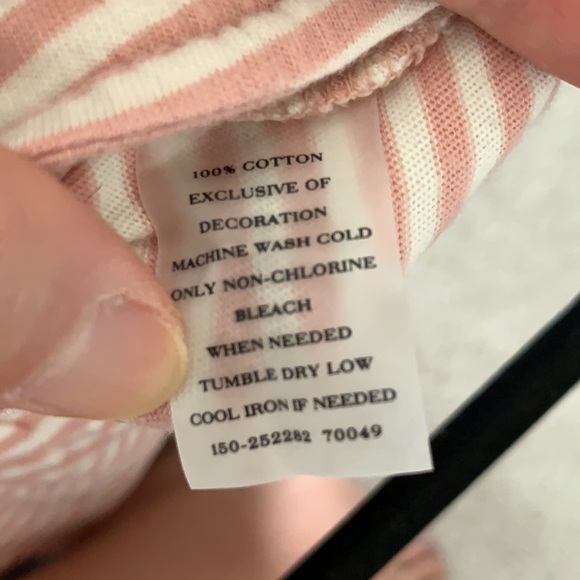 100% COTTON
EXCLUSIVE OF
DECORATION
MACHINE WASH COLD
ONLY NON-CHLORINE
BLEACH
WHEN NEEDED
TUMBLE DRY LOW
COOL IRON IF NEEDED
150-252282 70049